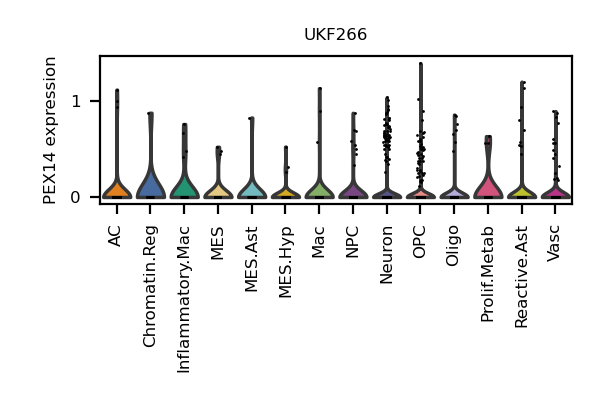 UKF266
PEX14 expression
1
0
AC
Chromatin.Reg
Inflammatory.Mac
MES
MES.Ast
MES.Hyp
Mac
NPC
Neuron
OPC
Oligo
Prolif.Metab
Reactive.Ast
Vasc